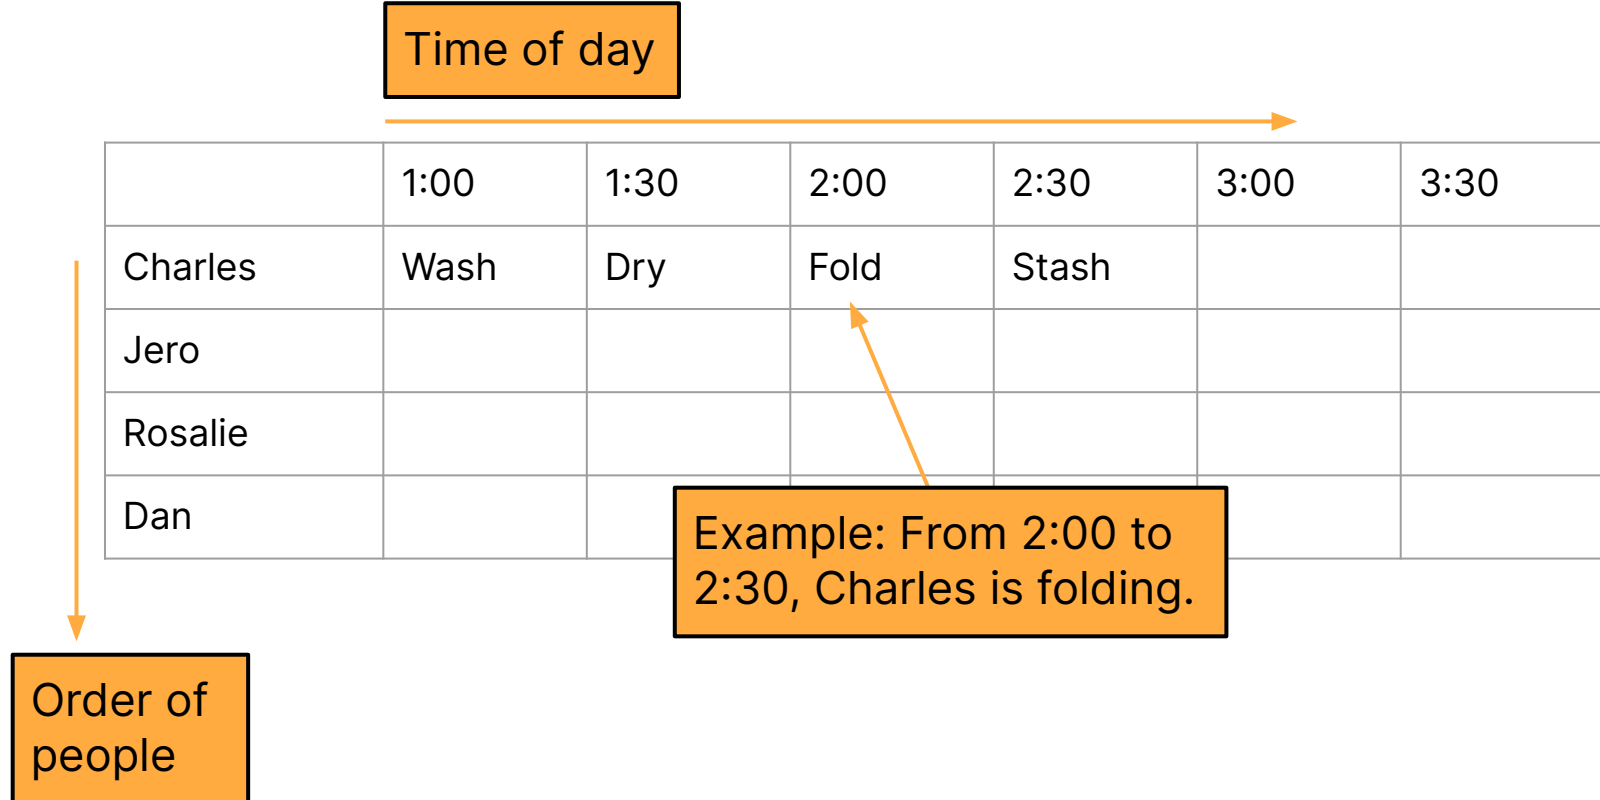 Time of day
1:00 1:30 2:00 2:30 3:00 3:30
Charles Wash Dry Fold Stash
Jero
Rosalie
Dan
Example: From 2:00 to
2:30, Charles is folding.
Order of
people